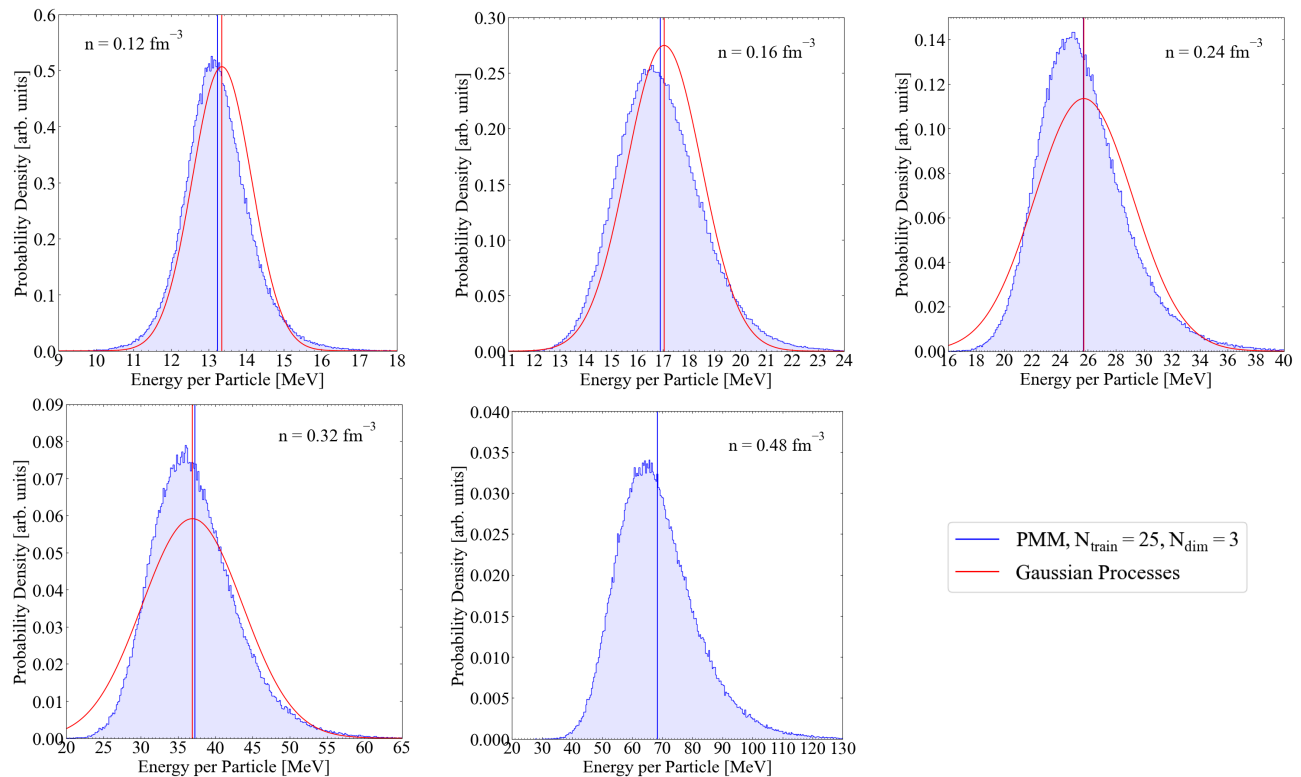 n = 0.12 fm⁻³
Probability Density [arb. units]
0.6
0.5
0.4
0.3
0.2
0.1
0.0
9 10 11 12 13 14 15 16 17 18
Energy per Particle [MeV]
n = 0.16 fm⁻³
Probability Density [arb. units]
0.30
0.25
0.20
0.15
0.10
0.05
0.00
11 12 13 14 15 16 17 18 19 20 21 22 23 24
Energy per Particle [MeV]
n = 0.24 fm⁻³
Probability Density [arb. units]
0.14
0.12
0.10
0.08
0.06
0.04
0.02
0.00
16 18 20 22 24 26 28 30 32 34 36 38 40
Energy per Particle [MeV]
n = 0.32 fm⁻³
Probability Density [arb. units]
0.09
0.08
0.07
0.06
0.05
0.04
0.03
0.02
0.01
0.00
20 25 30 35 40 45 50 55 60 65
Energy per Particle [MeV]
n = 0.48 fm⁻³
Probability Density [arb. units]
0.040
0.035
0.030
0.025
0.020
0.015
0.010
0.005
0.000
20 30 40 50 60 70 80 90 100 110 120 130
Energy per Particle [MeV]
PMM, N_train = 25, N_dim = 3
Gaussian Processes